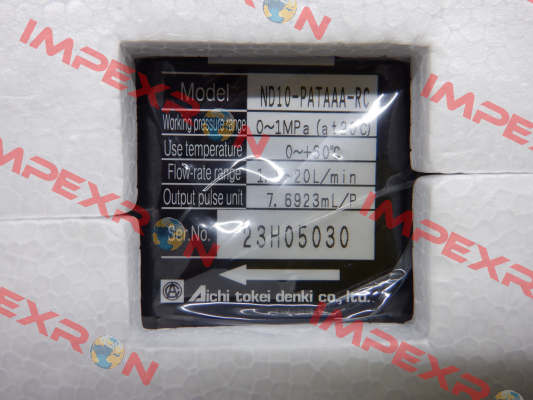 Model ND10-PATAAA-RC
Working pressure range 0~1MPa (at20℃)
Use temperature 0~+50℃
Flow-rate range ~20L/min
Output pulse unit 7.6923mL/P
Ser.No. 23H05030
Aichi tokei denki co., ltd.
IMPEXRON
IMPEXRON
IMPEXRON
IMPEXRON